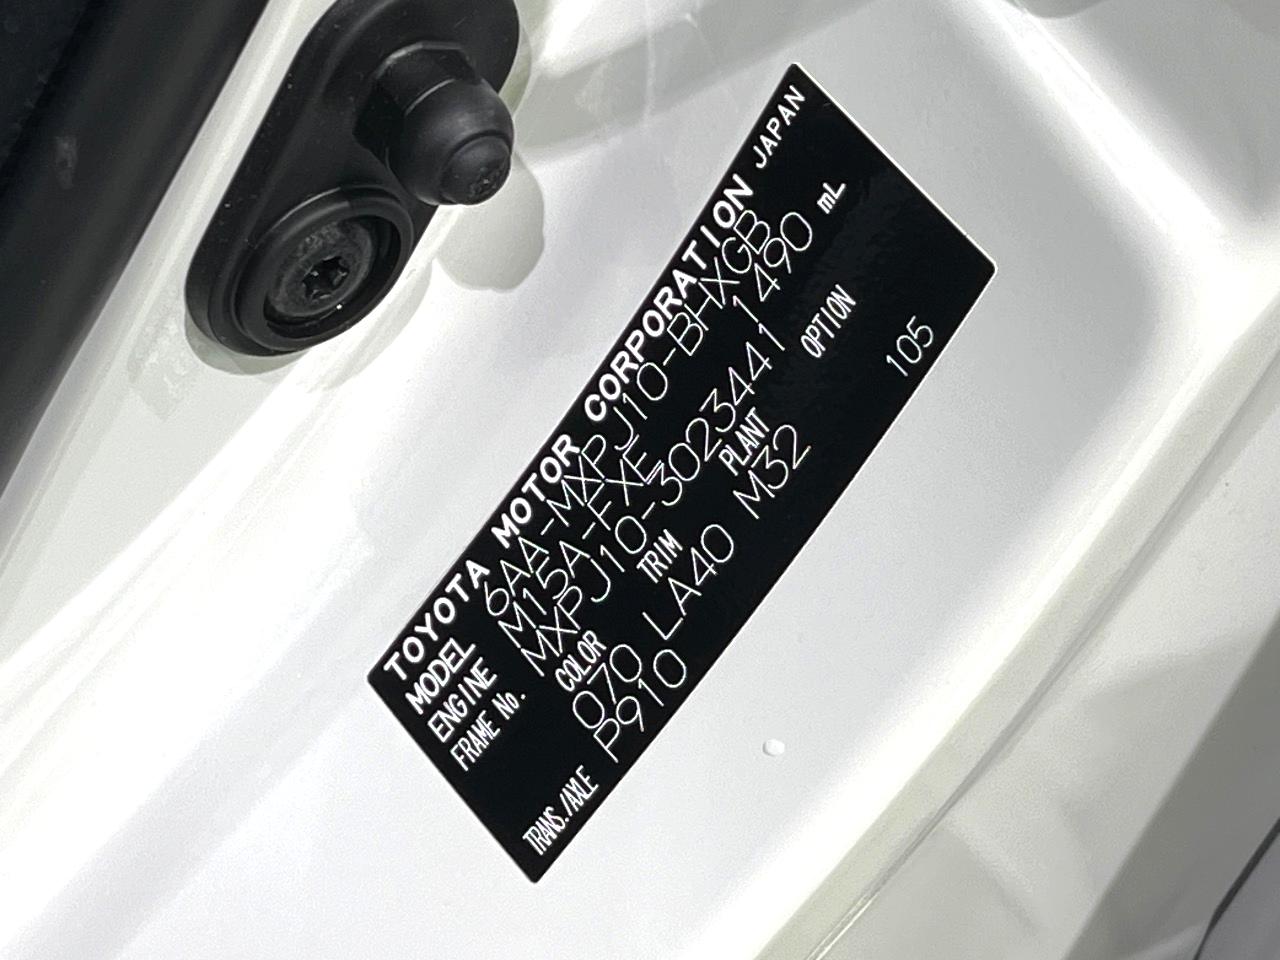 TOYOTA MOTOR CORPORATION JAPAN
MODEL 6AA-MXPJ10-BHXGB
ENGINE M15A-FXE 1490 mL
FRAME No. MXPJ10-3023441
COLOR TRIM PLANT OPTION
070 LA40 M32
TRANS./AXLE P910 105